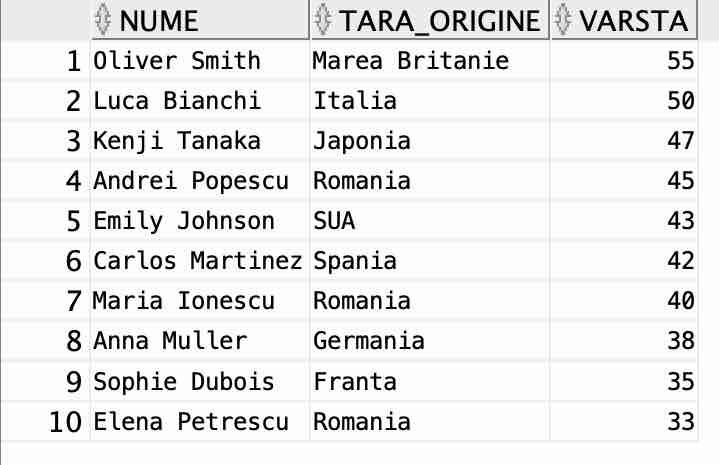 NUME TARA_ORIGINE VARSTA
1 Oliver Smith Marea Britanie 55
2 Luca Bianchi Italia 50
3 Kenji Tanaka Japonia 47
4 Andrei Popescu Romania 45
5 Emily Johnson SUA 43
6 Carlos Martinez Spania 42
7 Maria Ionescu Romania 40
8 Anna Muller Germania 38
9 Sophie Dubois Franta 35
10 Elena Petrescu Romania 33